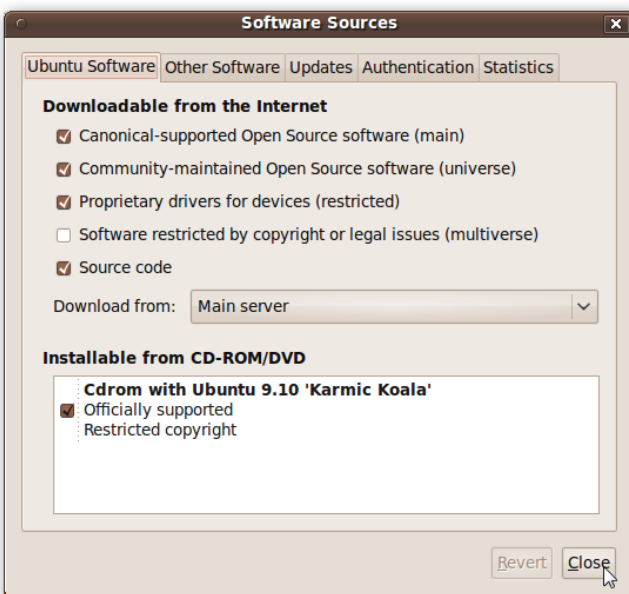 Software Sources
Ubuntu Software Other Software Updates Authentication Statistics
Downloadable from the Internet
Canonical-supported Open Source software (main)
Community-maintained Open Source software (universe)
Proprietary drivers for devices (restricted)
Software restricted by copyright or legal issues (multiverse)
Source code
Download from: Main server
Installable from CD-ROM/DVD
Cdrom with Ubuntu 9.10 'Karmic Koala'
Officially supported
Restricted copyright
Revert Close